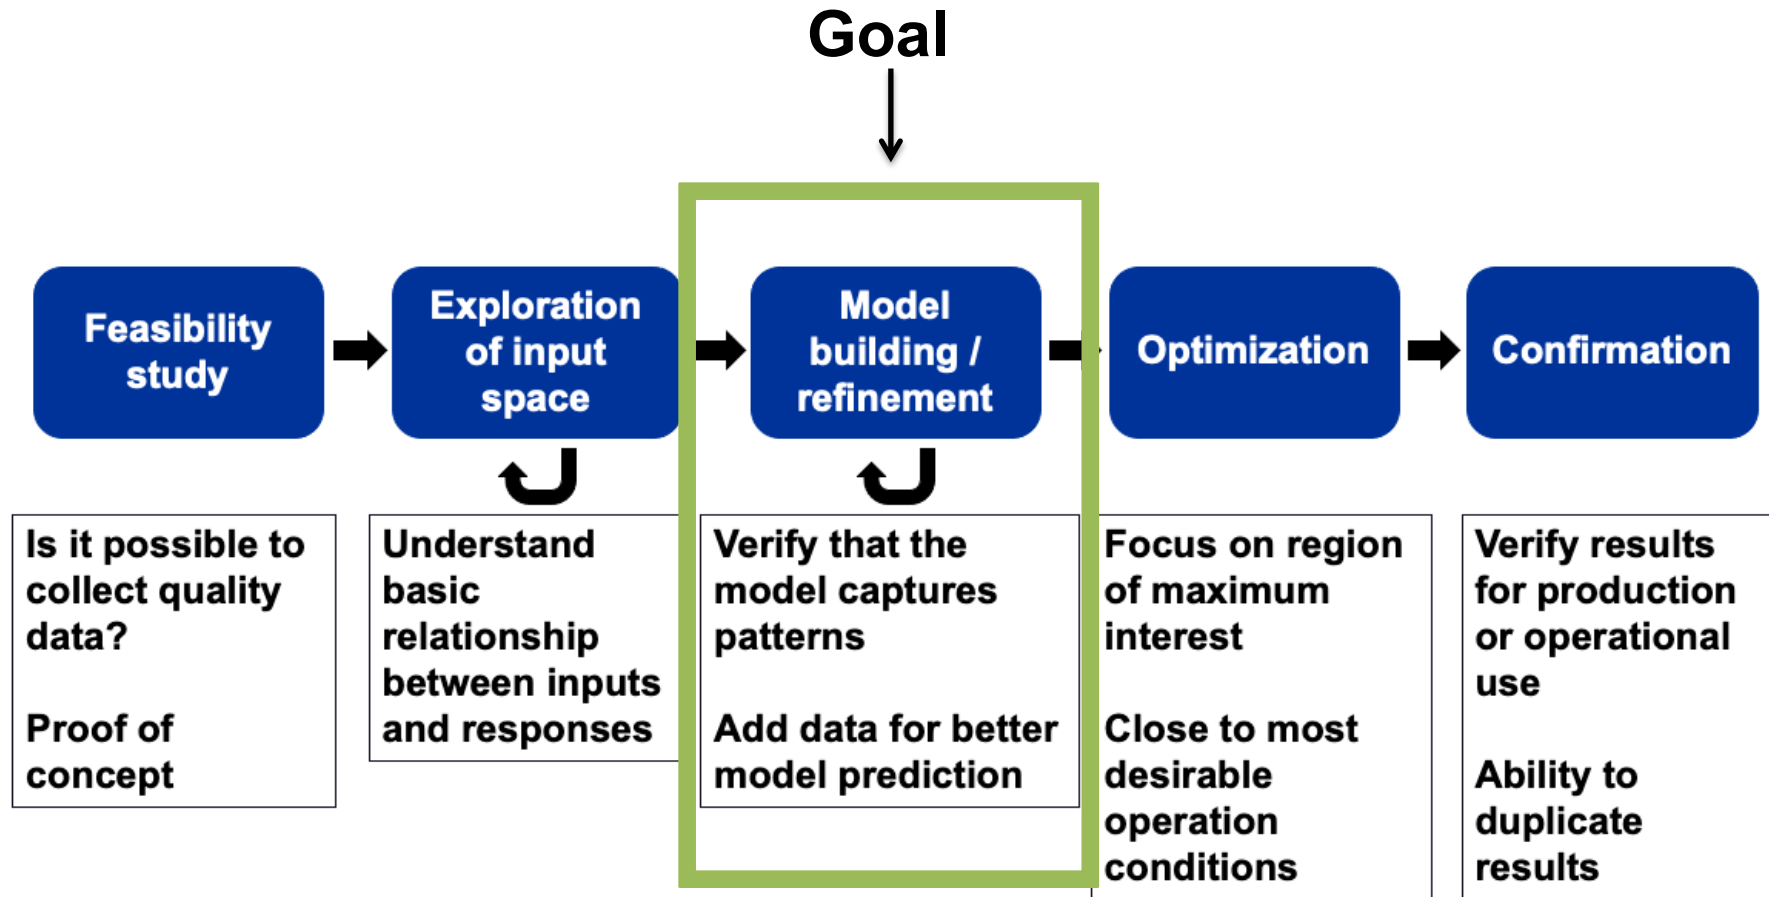 Goal
Feasibility
study
Exploration
of input
space
Model
building /
refinement
Optimization
Confirmation
Is it possible to
collect quality
data?
Proof of
concept
Understand
basic
relationship
between inputs
and responses
Verify that the
model captures
patterns
Add data for better
model prediction
Focus on region
of maximum
interest
Close to most
desirable
operation
conditions
Verify results
for production
or operational
use
Ability to
duplicate
results